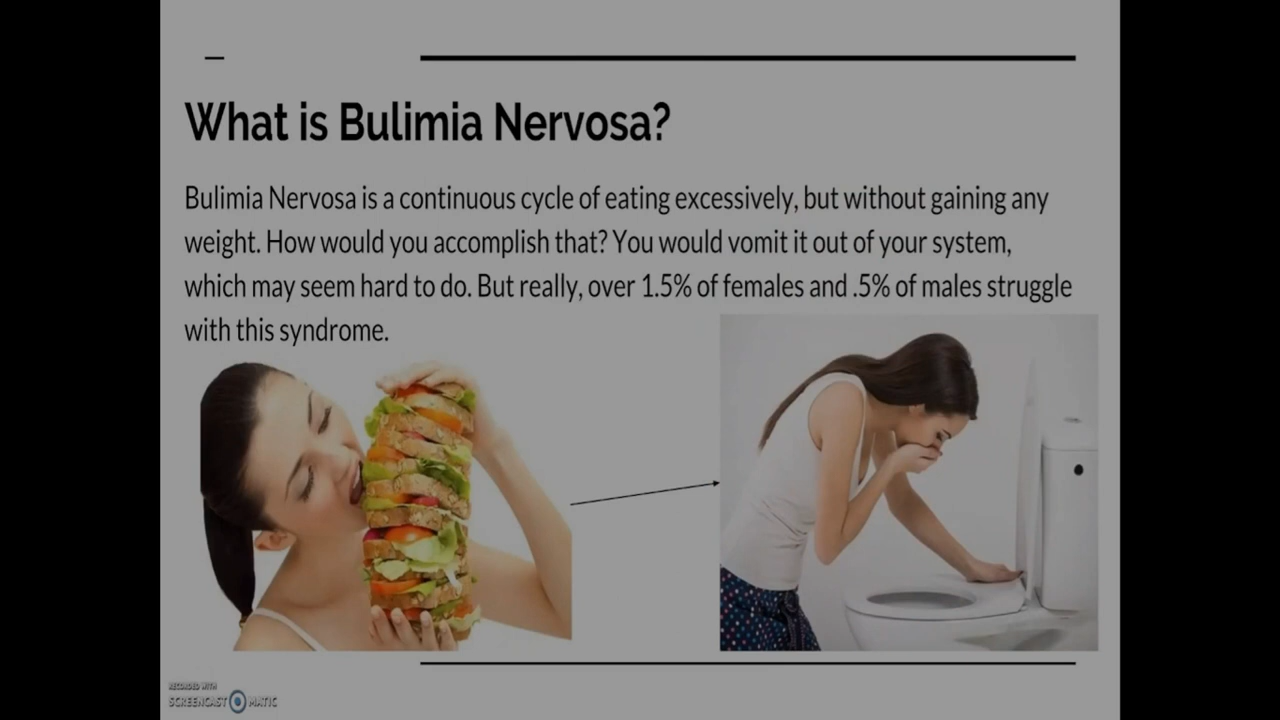 What is Bulimia Nervosa?
Bulimia Nervosa is a continuous cycle of eating excessively, but without gaining any
weight. How would you accomplish that? You would vomit it out of your system,
which may seem hard to do. But really, over 1.5% of females and .5% of males struggle
with this syndrome.
RECORDED WITH
SCREENCAST MATIC